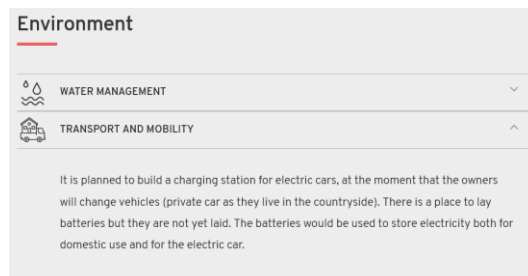 Environment
WATER MANAGEMENT
TRANSPORT AND MOBILITY
It is planned to build a charging station for electric cars, at the moment that the owners
will change vehicles (private car as they live in the countryside). There is a place to lay
batteries but they are not yet laid. The batteries would be used to store electricity both for
domestic use and for the electric car.